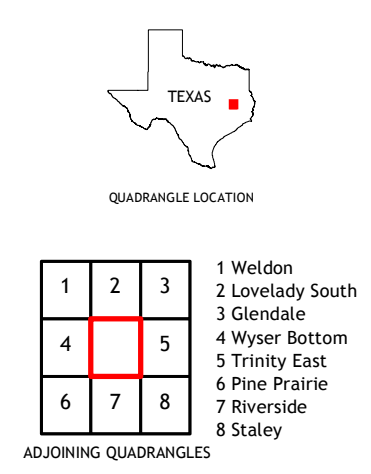 TEXAS
QUADRANGLE LOCATION
1 2 3
4 5
6 7 8
1 Weldon
2 Lovelady South
3 Glendale
4 Wyser Bottom
5 Trinity East
6 Pine Prairie
7 Riverside
8 Staley
ADJOINING QUADRANGLES